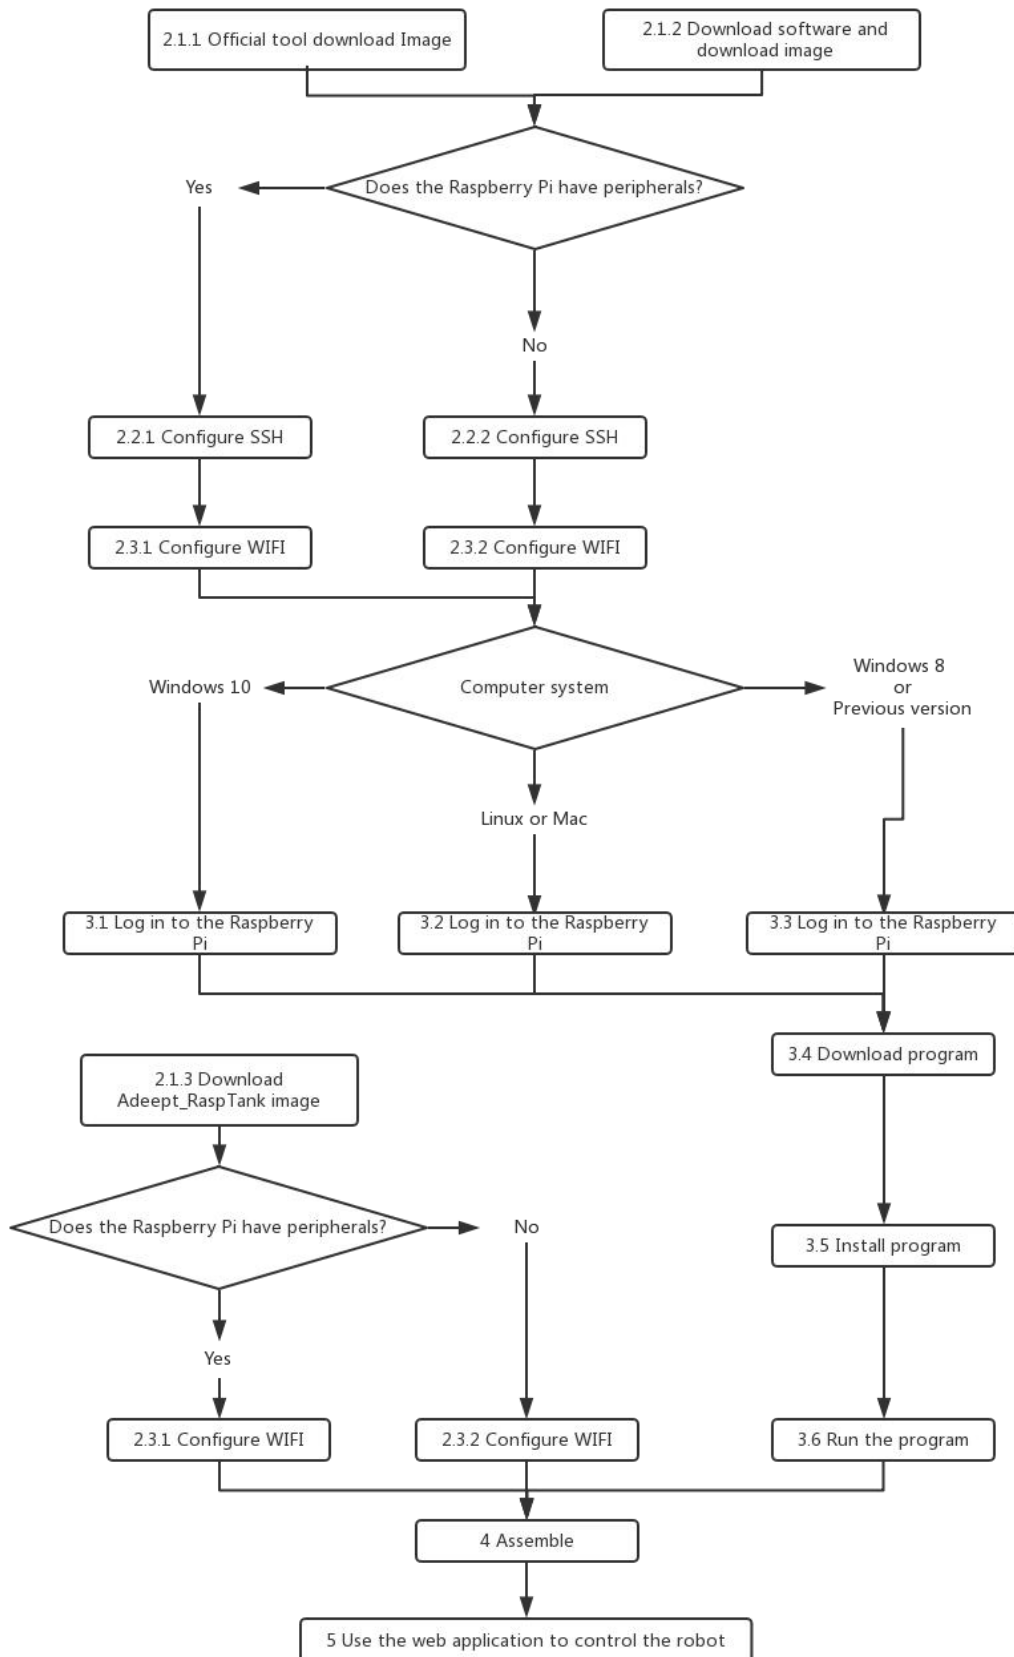 2.1.1 Official tool download Image
2.1.2 Download software and
download image
Does the Raspberry Pi have peripherals?
Yes
No
2.2.1 Configure SSH
2.2.2 Configure SSH
2.3.1 Configure WIFI
2.3.2 Configure WIFI
Computer system
Windows 10
Windows 8
or
Previous version
Linux or Mac
3.1 Log in to the Raspberry
Pi
3.2 Log in to the Raspberry
Pi
3.3 Log in to the Raspberry
Pi
3.4 Download program
2.1.3 Download
Adeept_RaspTank image
Does the Raspberry Pi have peripherals?
No
3.5 Install program
Yes
2.3.1 Configure WIFI
2.3.2 Configure WIFI
3.6 Run the program
4 Assemble
5 Use the web application to control the robot